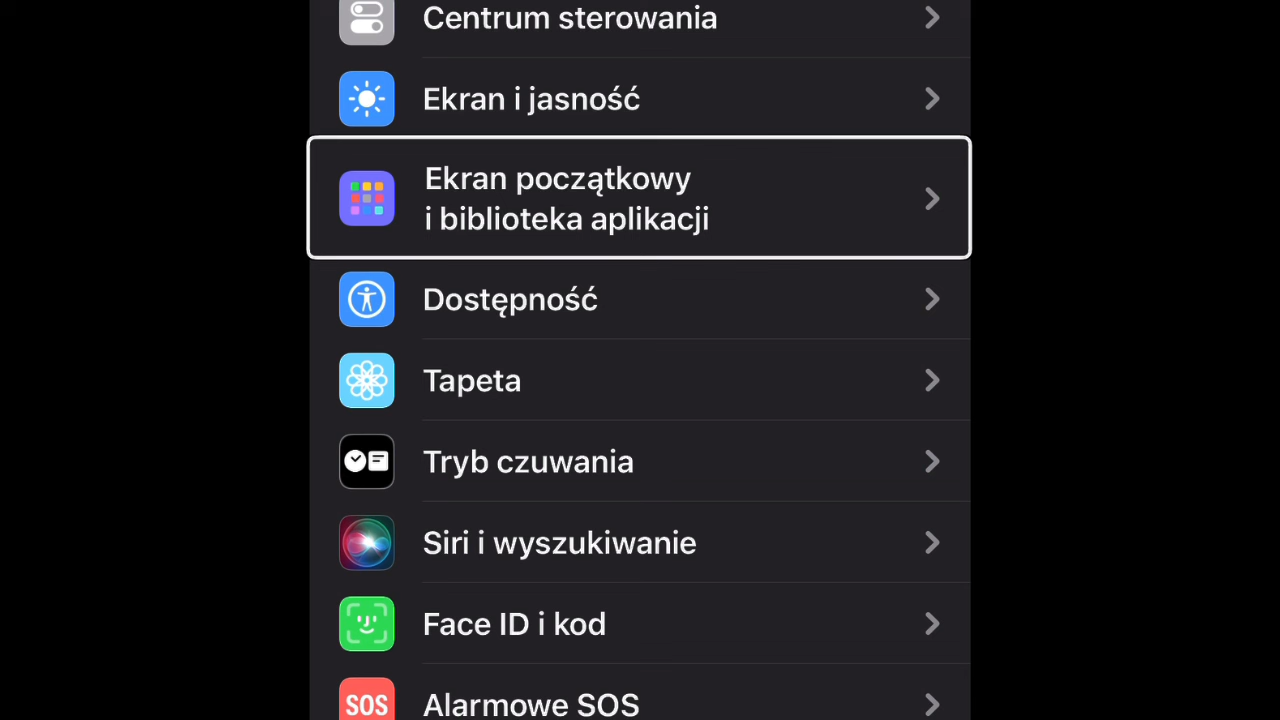 Centrum sterowania
Ekran i jasność
Ekran początkowy
i biblioteka aplikacji
Dostępność
Tapeta
Tryb czuwania
Siri i wyszukiwanie
Face ID i kod
SOS Alarmowe SOS